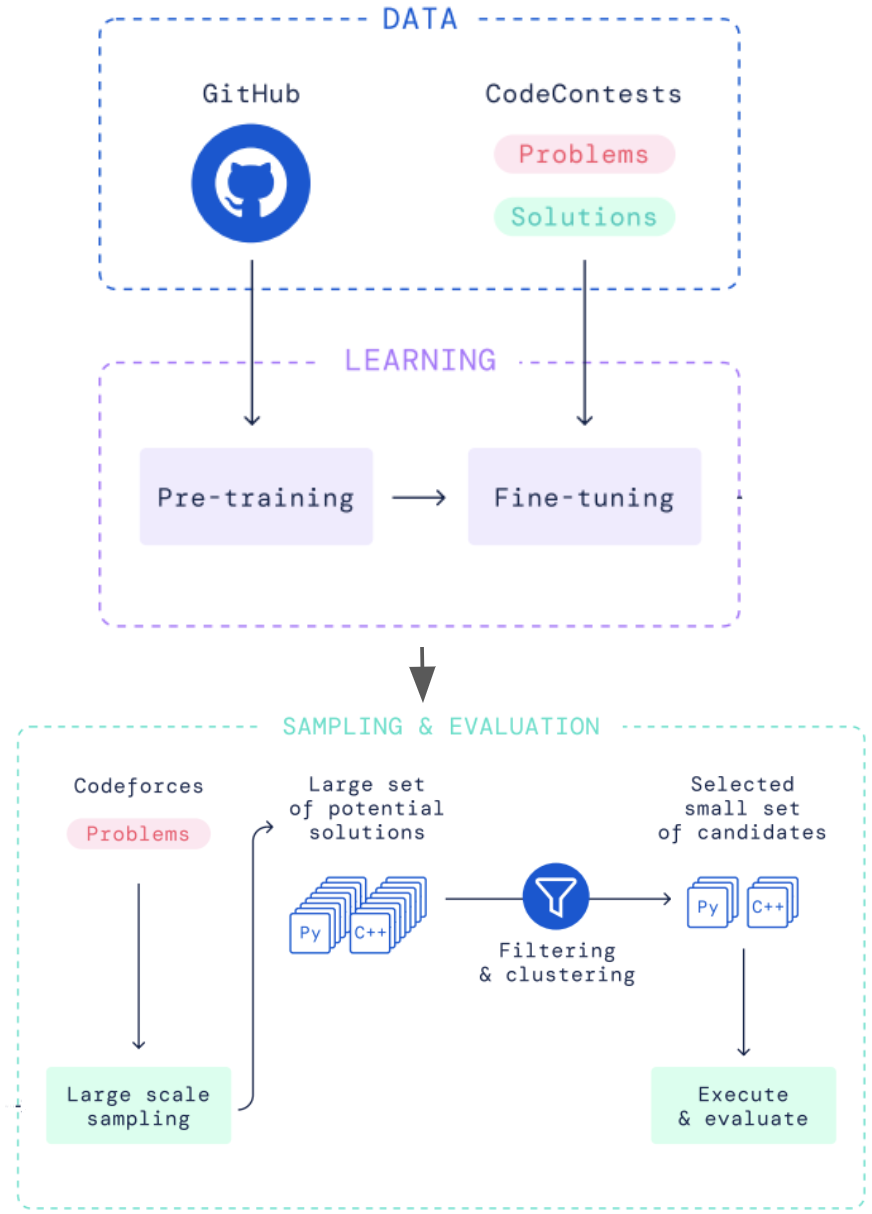 DATA
GitHub
CodeContests
Problems
Solutions
LEARNING
Pre-training
Fine-tuning
SAMPLING & EVALUATION
Codeforces
Problems
Large scale
sampling
Large set
of potential
solutions
Py
C++
Filtering
& clustering
Selected
small set
of candidates
Py
C++
Execute
& evaluate